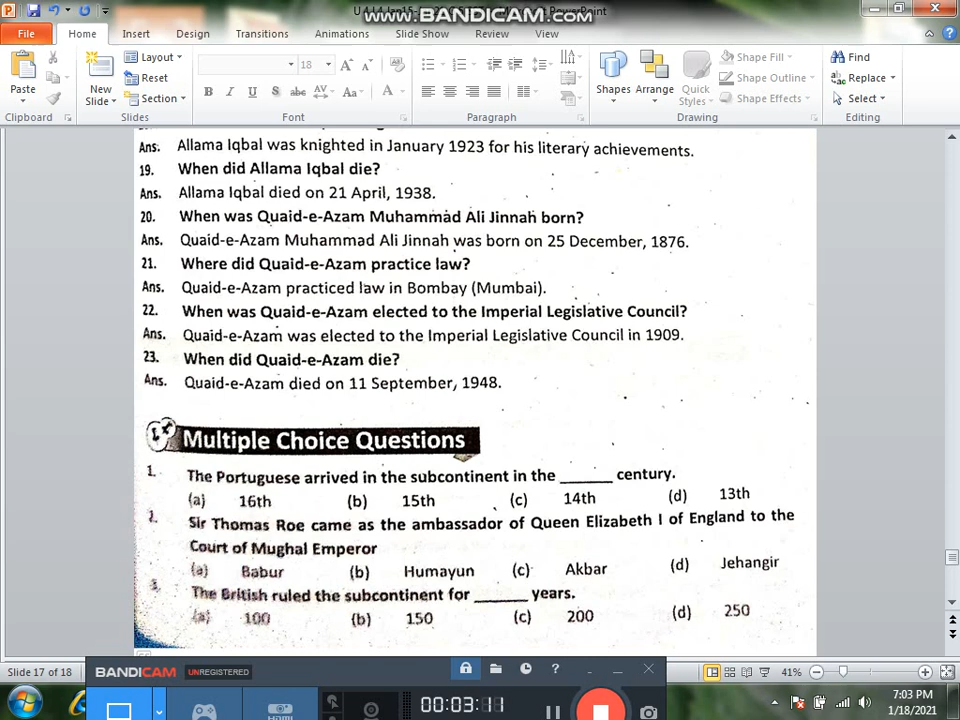 www.BANDICAM.com
File Home Insert Design Transitions Animations Slide Show Review View
Paste
New Slide
Layout
Reset
Section
18
Shapes
Arrange
Quick Styles
Shape Fill
Shape Outline
Shape Effects
Find
Replace
Select
Clipboard Slides Font Paragraph Drawing Editing
Ans. Allama Iqbal was knighted in January 1923 for his literary achievements.
19. When did Allama Iqbal die?
Ans. Allama Iqbal died on 21 April, 1938.
20. When was Quaid-e-Azam Muhammad Ali Jinnah born?
Ans. Quaid-e-Azam Muhammad Ali Jinnah was born on 25 December, 1876.
21. Where did Quaid-e-Azam practice law?
Ans. Quaid-e-Azam practiced law in Bombay (Mumbai).
22. When was Quaid-e-Azam elected to the Imperial Legislative Council?
Ans. Quaid-e-Azam was elected to the Imperial Legislative Council in 1909.
23. When did Quaid-e-Azam die?
Ans. Quaid-e-Azam died on 11 September, 1948.
Multiple Choice Questions
1. The Portuguese arrived in the subcontinent in the ______ century.
(a) 16th (b) 15th (c) 14th (d) 13th
2. Sir Thomas Roe came as the ambassador of Queen Elizabeth I of England to the
Court of Mughal Emperor
(a) Babur (b) Humayun (c) Akbar (d) Jehangir
3. The British ruled the subcontinent for ______ years.
(a) 100 (b) 150 (c) 200 (d) 250
Slide 17 of 18
BANDICAM UNREGISTERED
41%
HDMI
00:03:
7:03 PM
1/18/2021